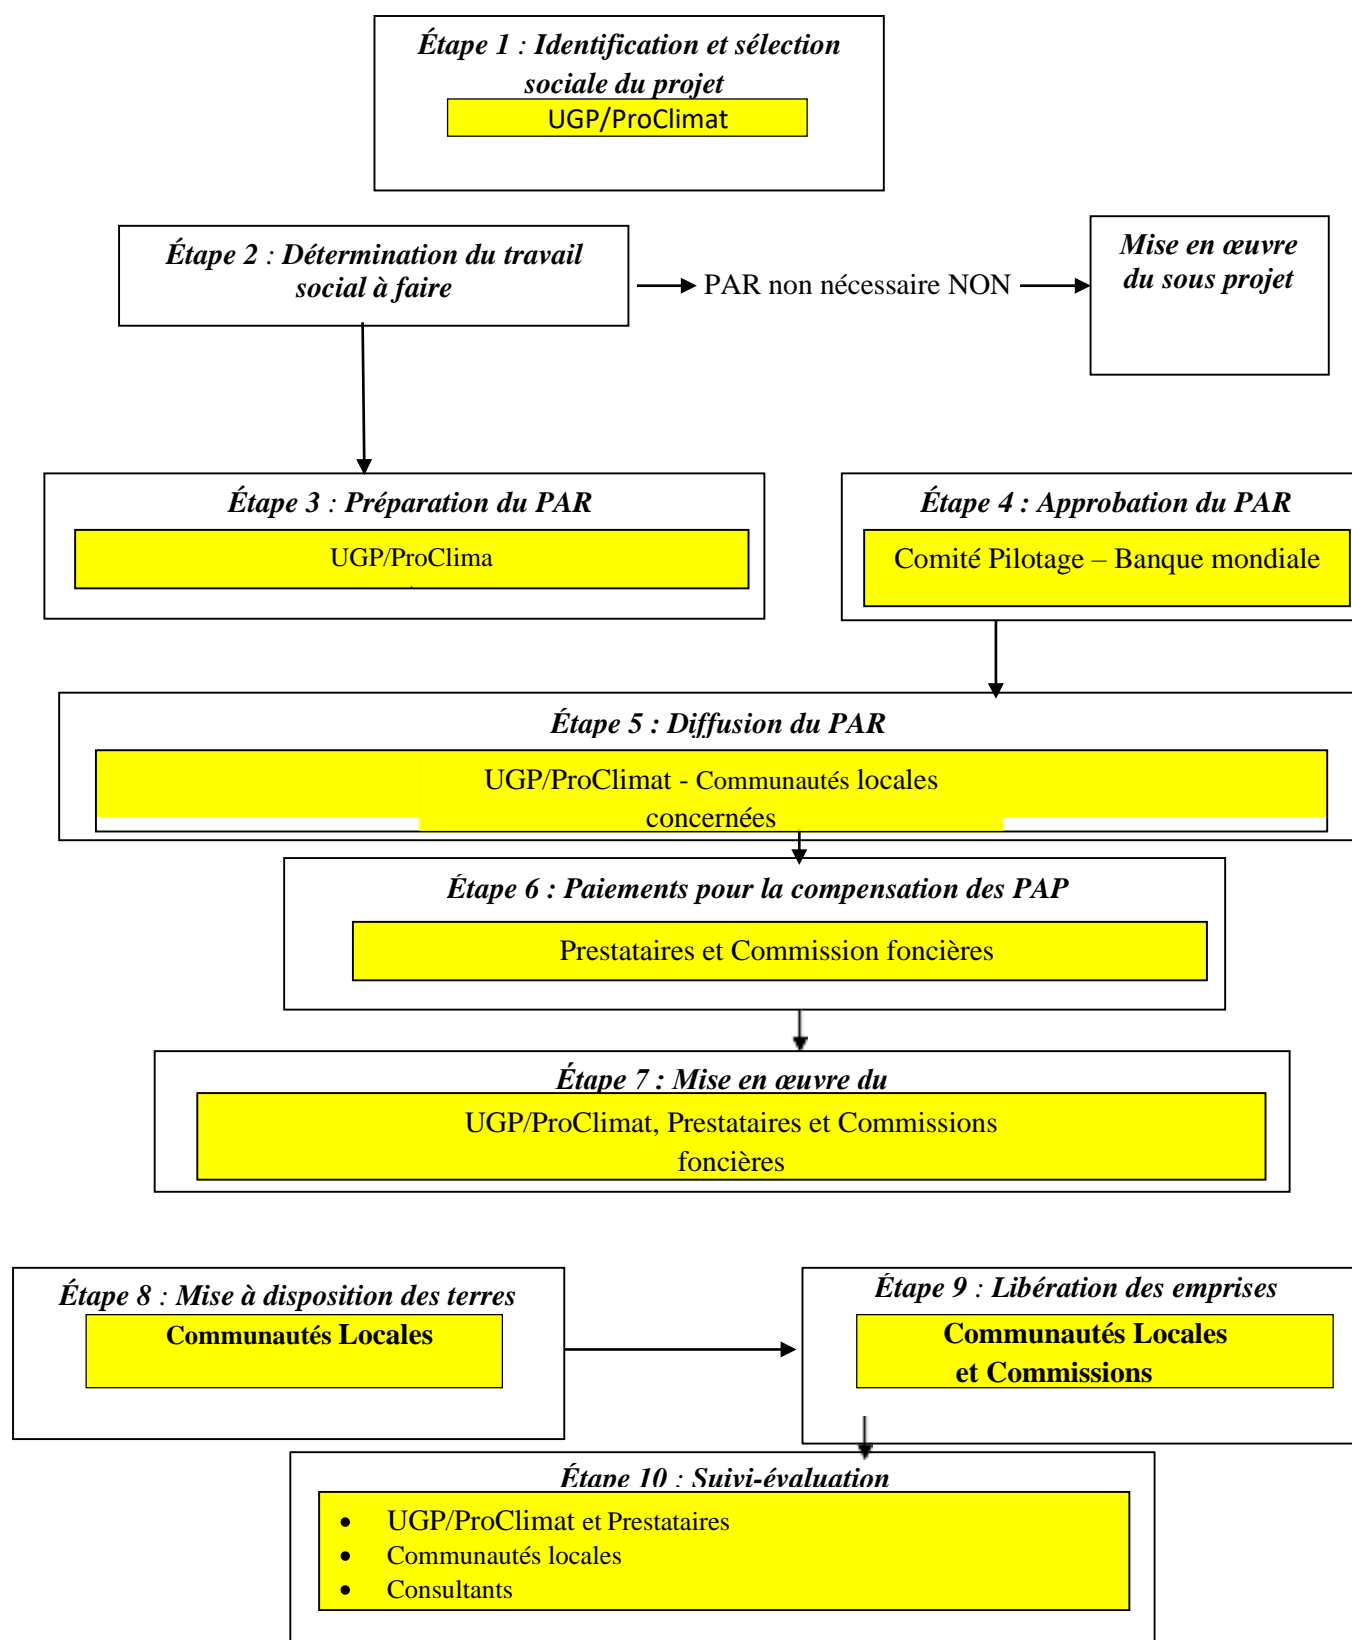 Étape 1 : Identification et sélection
sociale du projet
UGP/ProClimat
Étape 2 : Détermination du travail
social à faire
PAR non nécessaire NON
Mise en œuvre
du sous projet
Étape 3 : Préparation du PAR
UGP/ProClima
Étape 4 : Approbation du PAR
Comité Pilotage – Banque mondiale
Étape 5 : Diffusion du PAR
UGP/ProClimat - Communautés locales
concernées
Étape 6 : Paiements pour la compensation des PAP
Prestataires et Commission foncières
Étape 7 : Mise en œuvre du
UGP/ProClimat, Prestataires et Commissions
foncières
Étape 8 : Mise à disposition des terres
Communautés Locales
Étape 9 : Libération des emprises
Communautés Locales
et Commissions
Étape 10 : Suivi-évaluation
• UGP/ProClimat et Prestataires
• Communautés locales
• Consultants